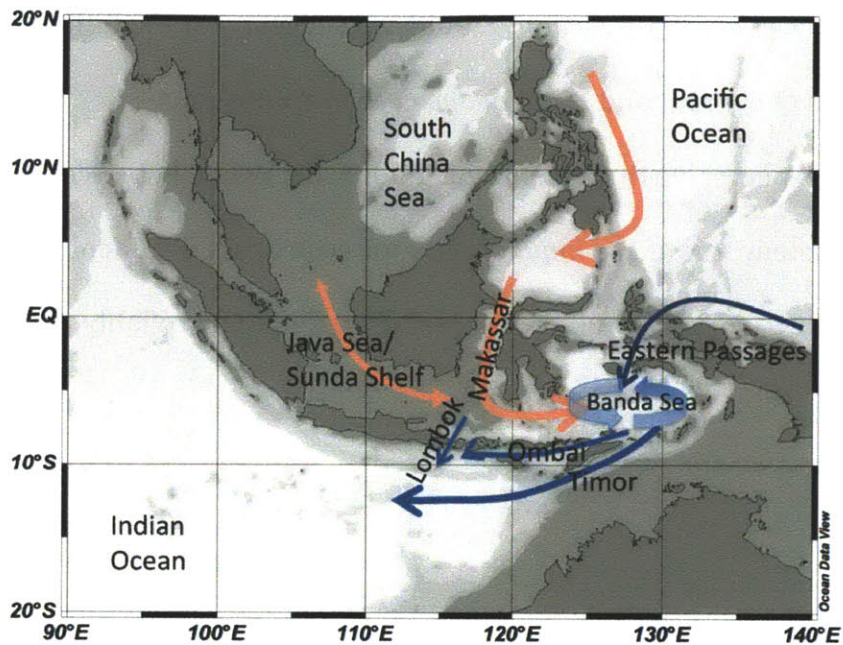 20°N
10°N
EQ
10°S
20°S
90°E
100°E
110°E
120°E
130°E
140°E
South
China
Sea
Pacific
Ocean
Java Sea/
Sunda Shelf
Makassar
Eastern Passages
Banda Sea
Lombok
Ombai
Timor
Indian
Ocean
Ocean Data View